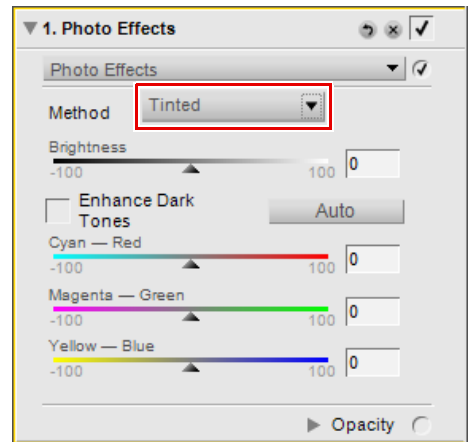 1. Photo Effects
Photo Effects
Method Tinted
Brightness
-100 100 0
Enhance Dark Tones Auto
Cyan — Red
-100 100 0
Magenta — Green
-100 100 0
Yellow — Blue
-100 100 0
Opacity